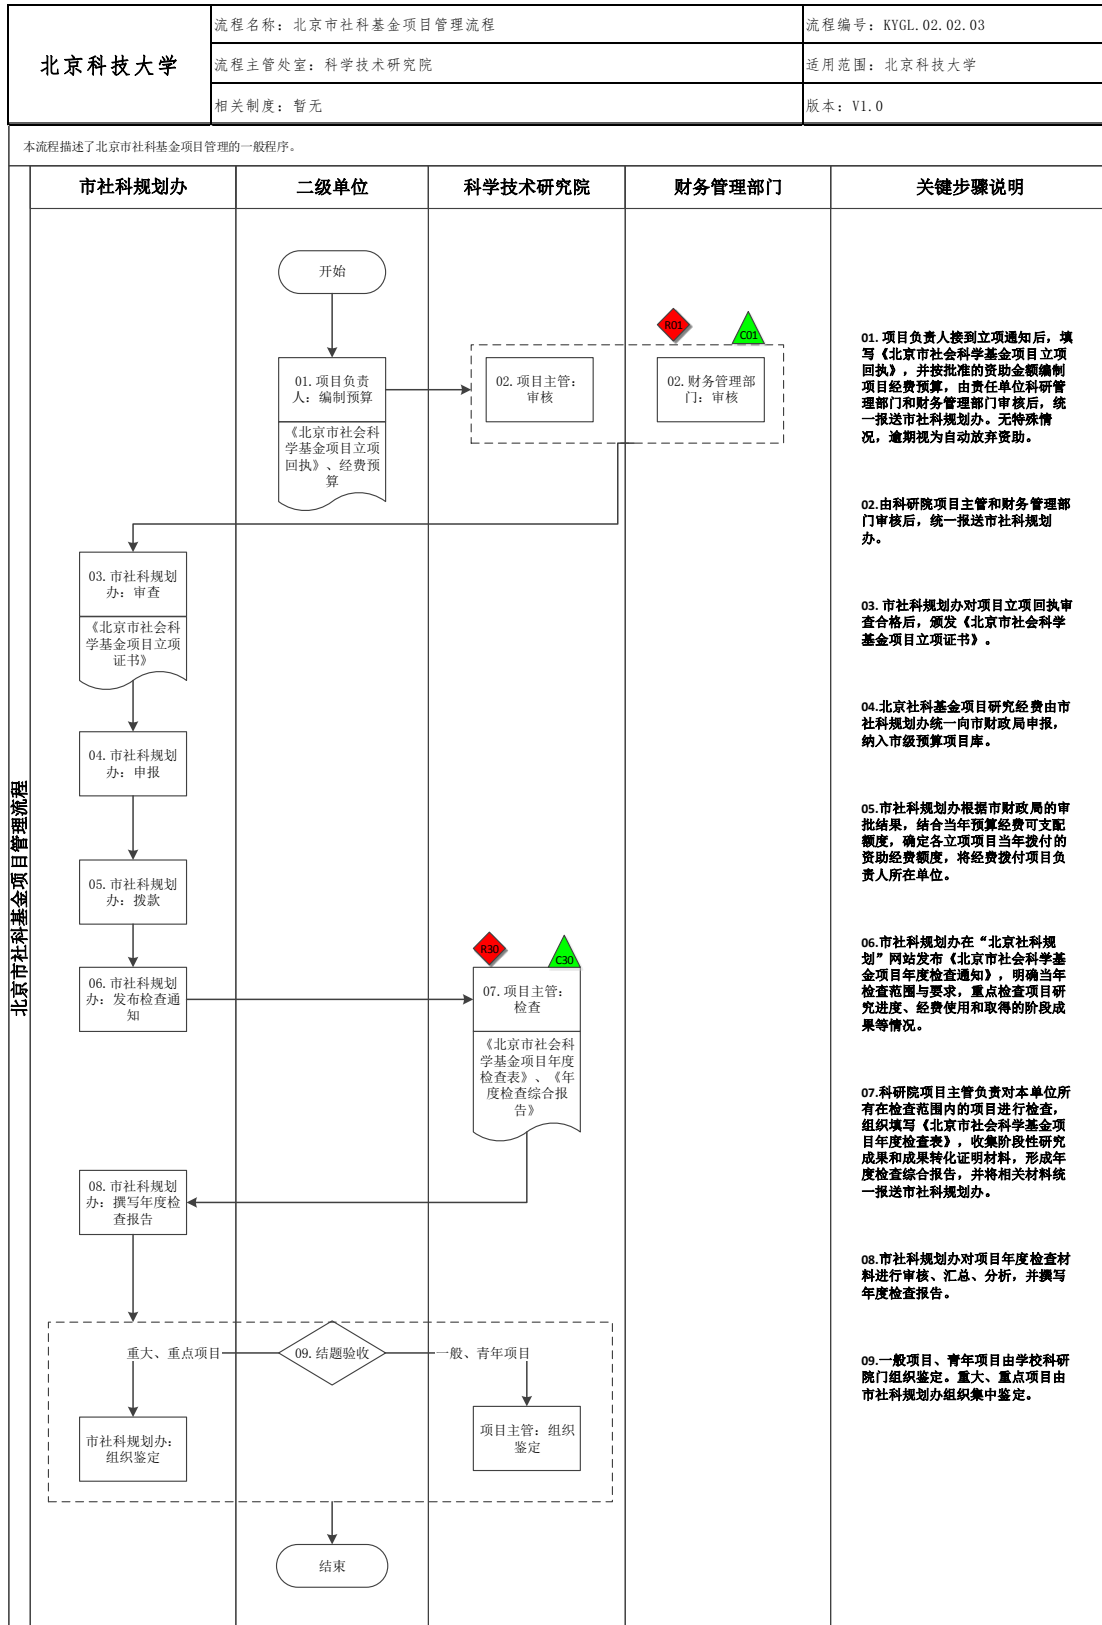 北京科技大学
流程名称：北京市社科基金项目管理流程
流程编号：KYGL.02.02.03
流程主管处室：科学技术研究院
适用范围：北京科技大学
相关制度：暂无
版本：V1.0
本流程描述了北京市社科基金项目管理的一般程序。
北京市社科基金项目管理流程
市社科规划办
二级单位
科学技术研究院
财务管理部门
关键步骤说明
开始
R01
C01
01.项目负责
人：编制预算
《北京市社会科
学基金项目立项
回执》、经费预
算
02.项目主管：
审核
02.财务管理部
门：审核
03.市社科规划
办：审查
《北京市社会科
学基金项目立项
证书》
04.市社科规划
办：申报
05.市社科规划
办：拨款
06.市社科规划
办：发布检查通
知
R30
C30
07.项目主管：
检查
《北京市社会科
学基金项目年度
检查表》、《年
度检查综合报
告》
08.市社科规划
办：撰写年度检
查报告
重大、重点项目
09.结题验收
一般、青年项目
市社科规划办：
组织鉴定
项目主管：组织
鉴定
结束
01. 项目负责人接到立项通知后，填
写《北京市社会科学基金项目立项
回执》，并按批准的资助金额编制
项目经费预算，由责任单位科研管
理部门和财务管理部门审核后，统
一报送市社科规划办。无特殊情
况，逾期视为自动放弃资助。
02.由科研院项目主管和财务管理部
门审核后，统一报送市社科规划
办。
03. 市社科规划办对项目立项回执审
查合格后，颁发《北京市社会科学
基金项目立项证书》。
04.北京社科基金项目研究经费由市
社科规划办统一向市财政局申报，
纳入市级预算项目库。
05.市社科规划办根据市财政局的审
批结果，结合当年预算经费可支配
额度，确定各立项项目当年拨付的
资助经费额度，将经费拨付项目负
责人所在单位。
06.市社科规划办在“北京社科规
划”网站发布《北京市社会科学基
金项目年度检查通知》，明确当年
检查范围与要求，重点检查项目研
究进度、经费使用和取得的阶段成
果等情况。
07.科研院项目主管负责对本单位所
有在检查范围内的项目进行检查，
组织填写《北京市社会科学基金项
目年度检查表》，收集阶段性研究
成果和成果转化证明材料，形成年
度检查综合报告，并将相关材料统
一报送市社科规划办。
08.市社科规划办对项目年度检查材
料进行审核、汇总、分析，并撰写
年度检查报告。
09.一般项目、青年项目由学校科研
院门组织鉴定。重大、重点项目由
市社科规划办组织集中鉴定。